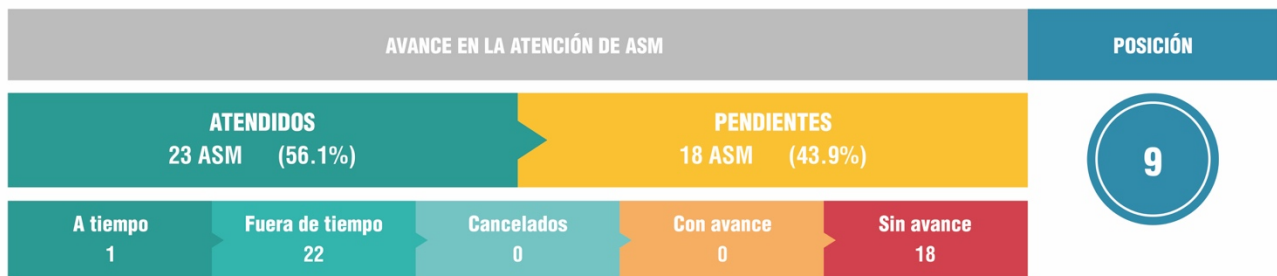 AVANCE EN LA ATENCIÓN DE ASM
POSICIÓN
ATENDIDOS
23 ASM (56.1%)
PENDIENTES
18 ASM (43.9%)
9
A tiempo
1
Fuera de tiempo
22
Cancelados
0
Con avance
0
Sin avance
18